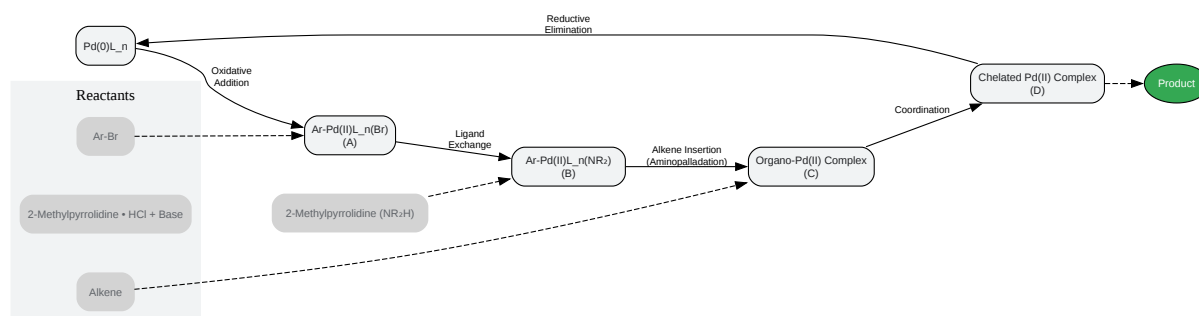 Reductive
Elimination
Pd(0)L_n
Oxidative
Addition
Chelated Pd(II) Complex
(D)
Product
Reactants
Coordination
Ar-Br
Ar-Pd(II)L_n(Br)
(A)
Ligand
Exchange
Ar-Pd(II)L_n(NR₂)
(B)
Alkene Insertion
(Aminopalladation)
Organo-Pd(II) Complex
(C)
2-Methylpyrrolidine • HCl + Base
2-Methylpyrrolidine (NR₂H)
Alkene